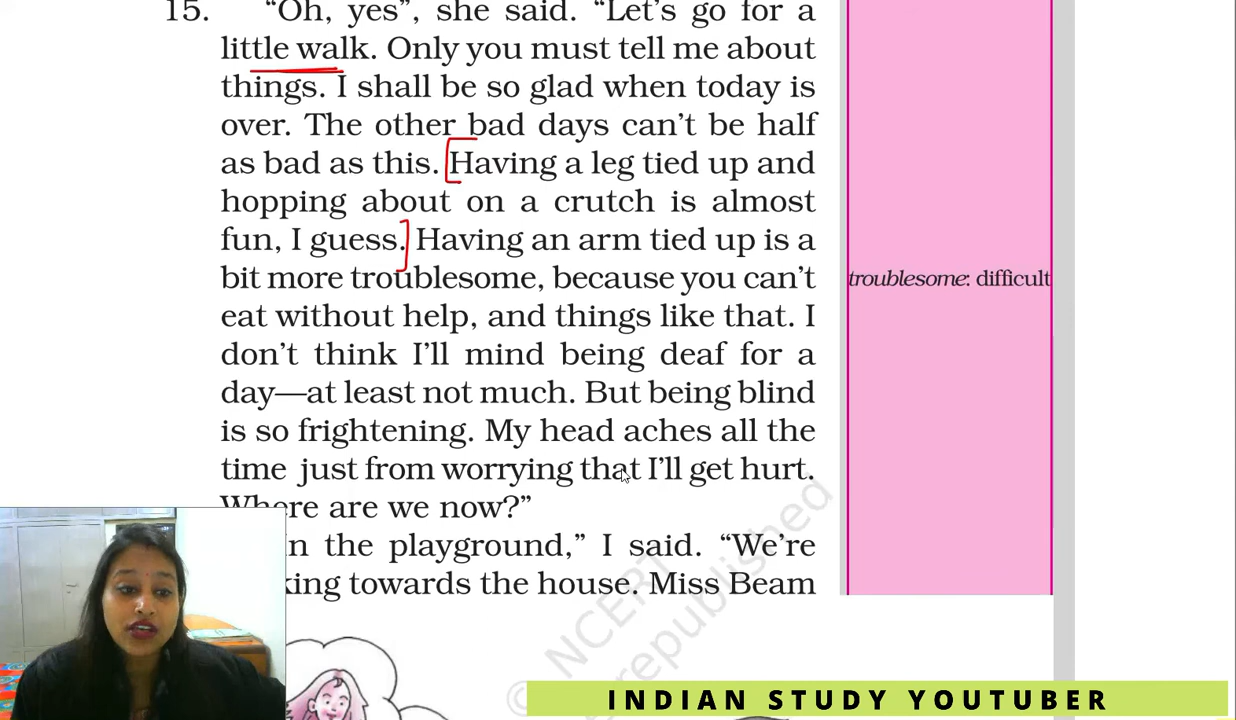 15. “Oh, yes”, she said. “Let’s go for a
little walk. Only you must tell me about
things. I shall be so glad when today is
over. The other bad days can’t be half
as bad as this. Having a leg tied up and
hopping about on a crutch is almost
fun, I guess. Having an arm tied up is a
bit more troublesome, because you can’t
eat without help, and things like that. I
don’t think I’ll mind being deaf for a
day—at least not much. But being blind
is so frightening. My head aches all the
time just from worrying that I’ll get hurt.
Where are we now?”
In the playground,” I said. “We’re
king towards the house. Miss Beam
troublesome: difficult
© NCERT
republished
INDIAN STUDY YOUTUBER